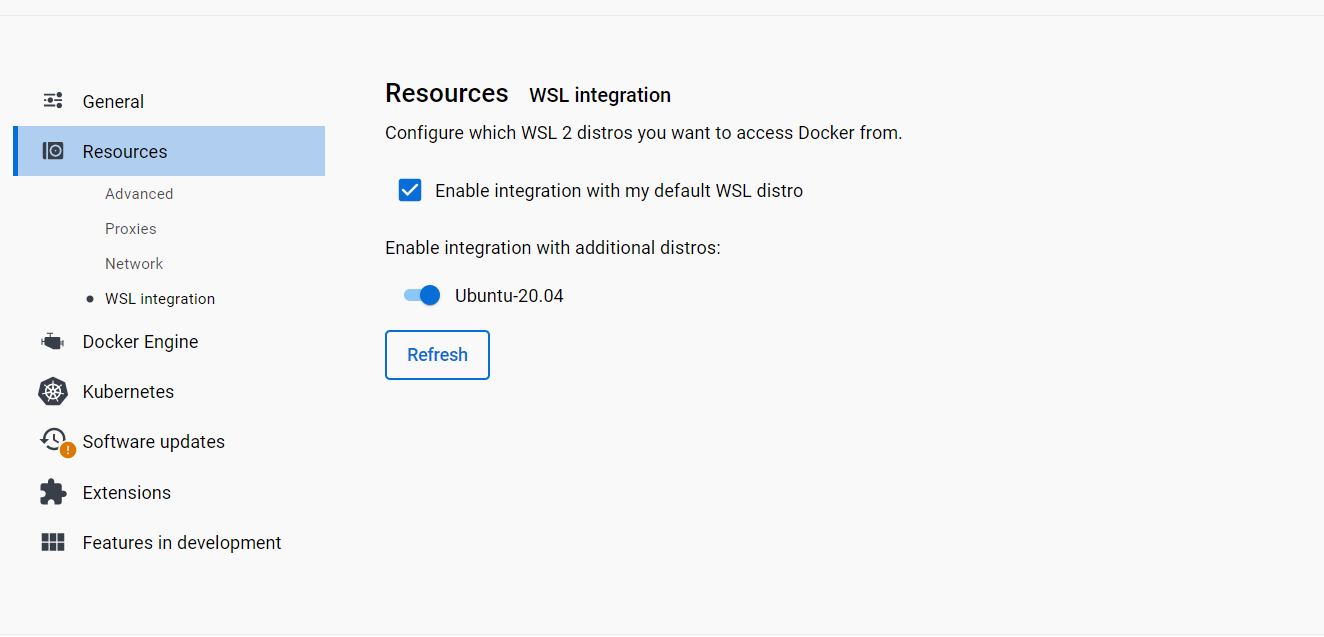 General
Resources
Advanced
Proxies
Network
WSL integration
Docker Engine
Kubernetes
Software updates
Extensions
Features in development
Resources WSL integration
Configure which WSL 2 distros you want to access Docker from.
Enable integration with my default WSL distro
Enable integration with additional distros:
Ubuntu-20.04
Refresh